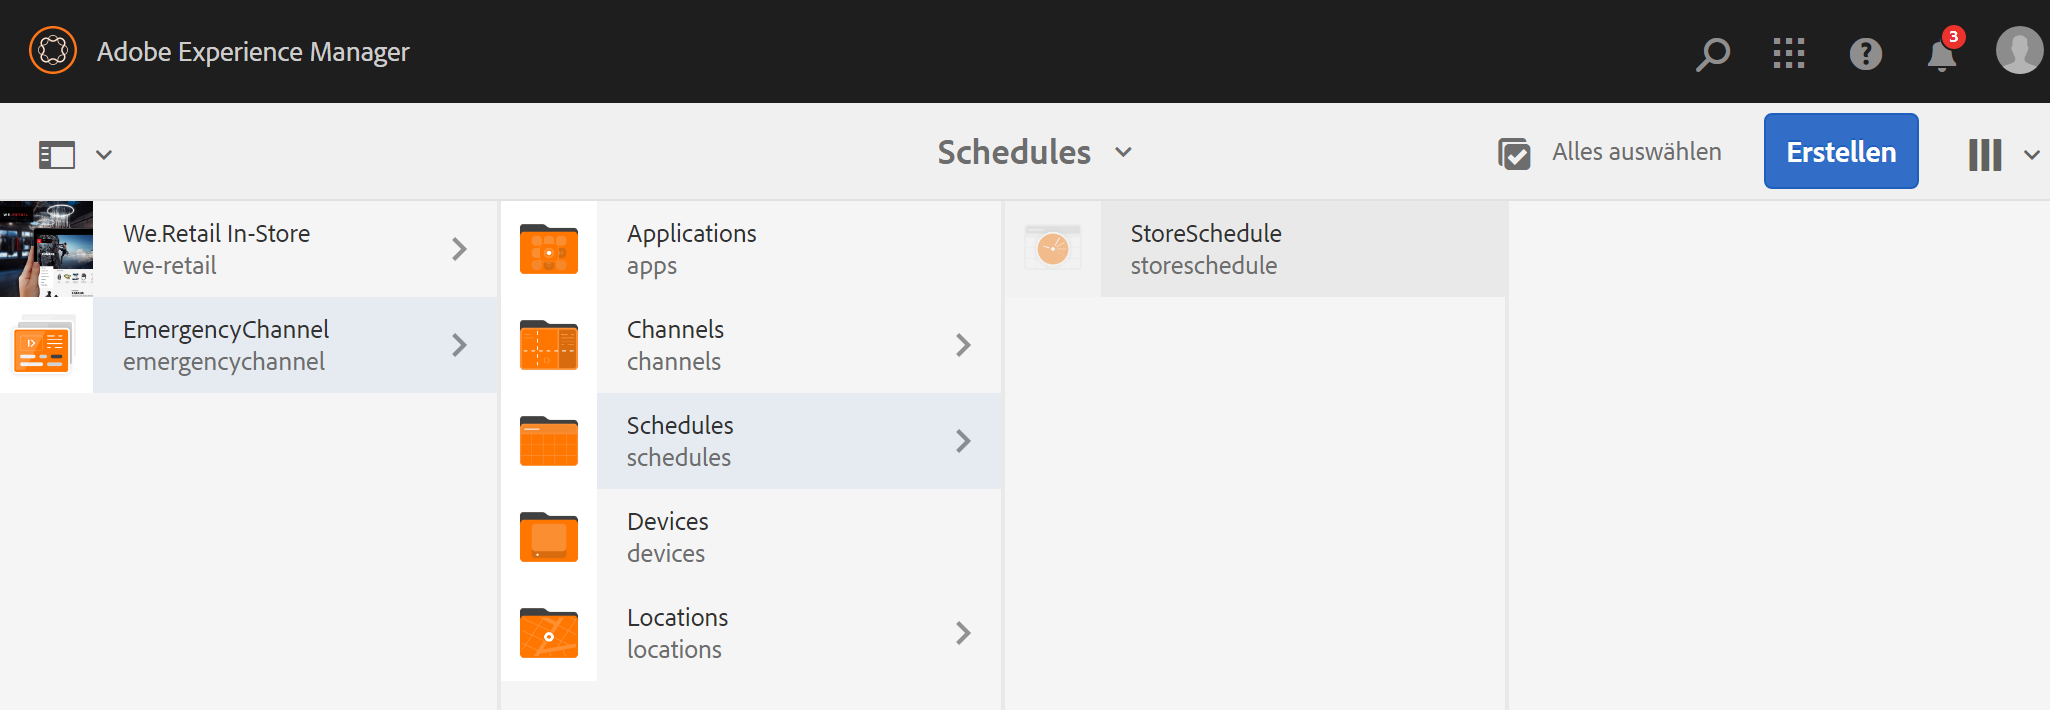 Adobe Experience Manager
3
Schedules
Alles auswählen
Erstellen
We.Retail In-Store
we-retail
EmergencyChannel
emergencychannel
Applications
apps
Channels
channels
Schedules
schedules
Devices
devices
Locations
locations
StoreSchedule
storeschedule